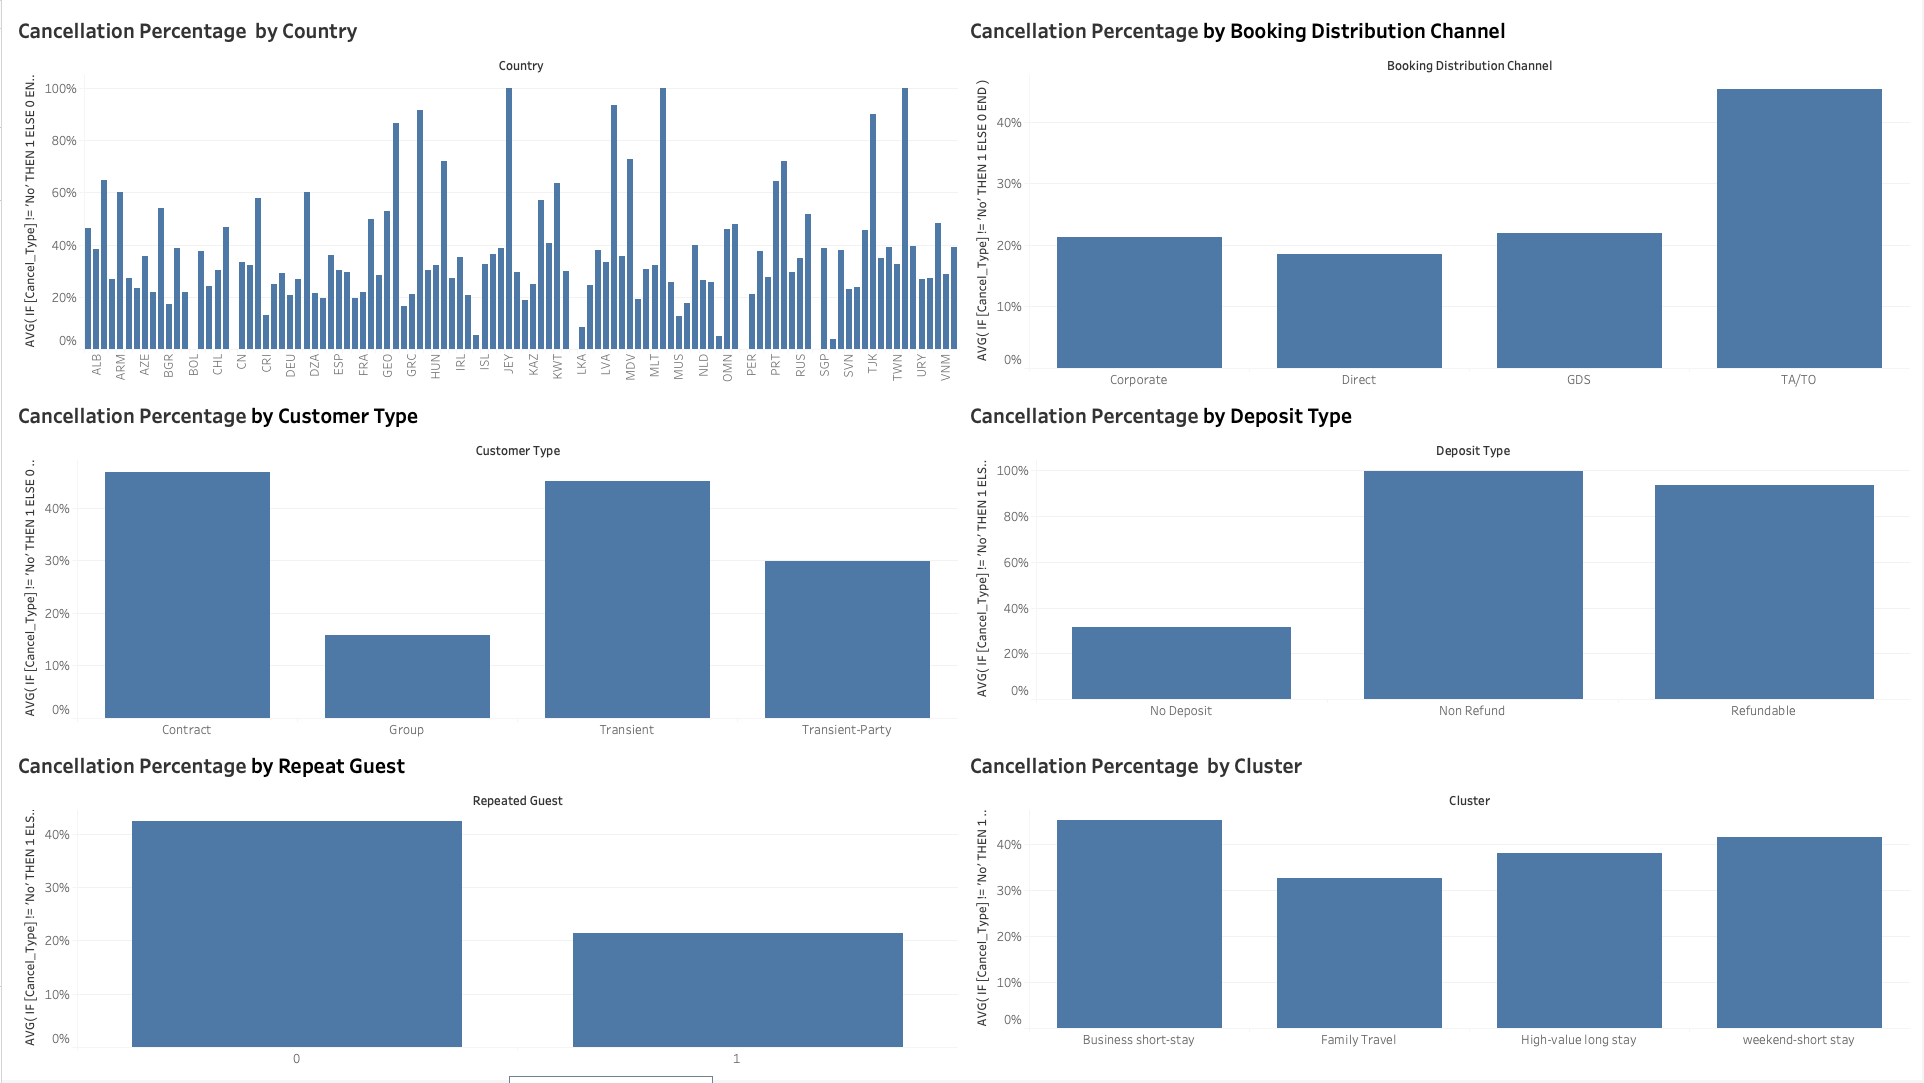 Cancellation Percentage by Country
Country
AVG( IF [Cancel_Type] != 'No' THEN 1 ELSE 0 EN..
100%
80%
60%
40%
20%
0%
ALB
ARM
AZE
BGR
BOL
CHL
CN
CRI
DEU
DZA
ESP
FRA
GEO
GRC
HUN
IRL
ISL
JEY
KAZ
KWT
LKA
LVA
MDV
MLT
MUS
NLD
OMN
PER
PRT
RUS
SGP
SVN
TJK
TWN
URY
VNM
Cancellation Percentage by Booking Distribution Channel
Booking Distribution Channel
AVG( IF [Cancel_Type] != 'No' THEN 1 ELSE 0 END )
40%
30%
20%
10%
0%
Corporate
Direct
GDS
TA/TO
Cancellation Percentage by Customer Type
Customer Type
AVG( IF [Cancel_Type] != 'No' THEN 1 ELSE 0 ..
40%
30%
20%
10%
0%
Contract
Group
Transient
Transient-Party
Cancellation Percentage by Deposit Type
Deposit Type
AVG( IF [Cancel_Type] != 'No' THEN 1 ELS..
100%
80%
60%
40%
20%
0%
No Deposit
Non Refund
Refundable
Cancellation Percentage by Repeat Guest
Repeated Guest
AVG( IF [Cancel_Type] != 'No' THEN 1 ELS..
40%
30%
20%
10%
0%
0
1
Cancellation Percentage by Cluster
Cluster
AVG( IF [Cancel_Type] != 'No' THEN 1 ..
40%
30%
20%
10%
0%
Business short-stay
Family Travel
High-value long stay
weekend-short stay